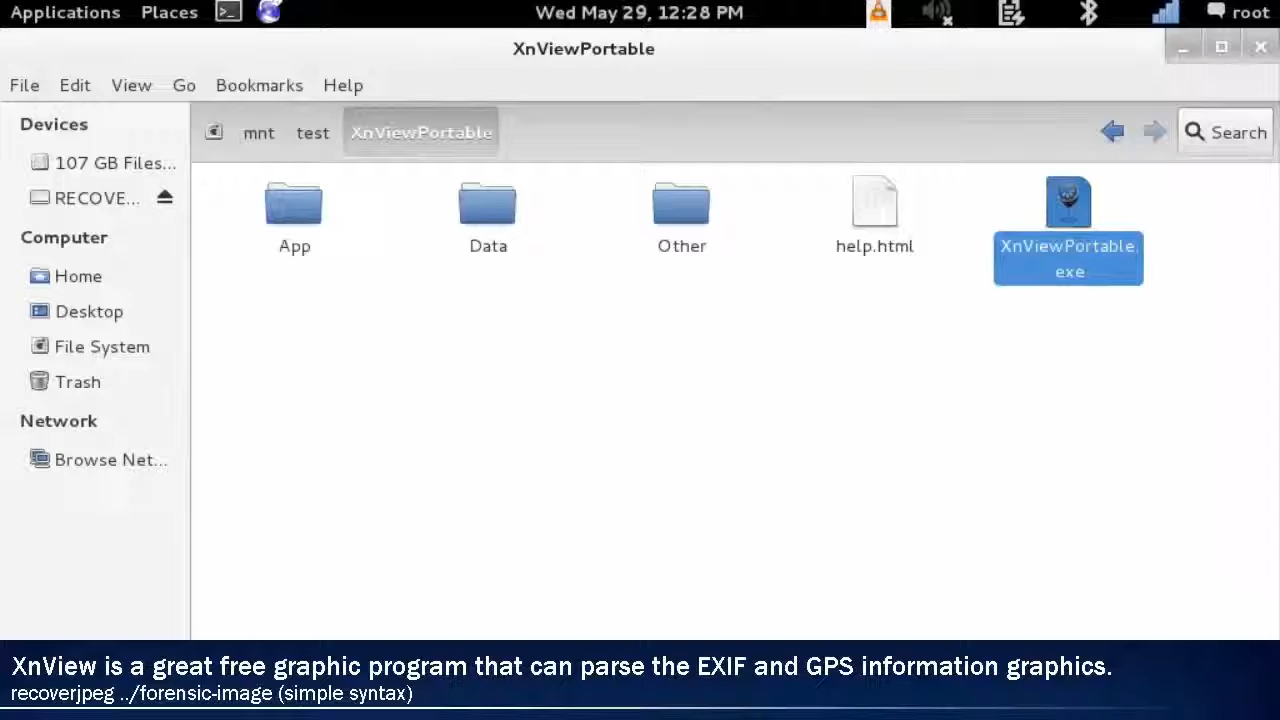 Applications Places Wed May 29, 12:28 PM root
XnViewPortable
File Edit View Go Bookmarks Help
Devices
107 GB Files...
RECOVE...
Computer
Home
Desktop
File System
Trash
Network
Browse Net...
mnt test XnViewPortable Search
App Data Other help.html XnViewPortable.
exe
XnView is a great free graphic program that can parse the EXIF and GPS information graphics.
recoverjpeg ../forensic-image (simple syntax)